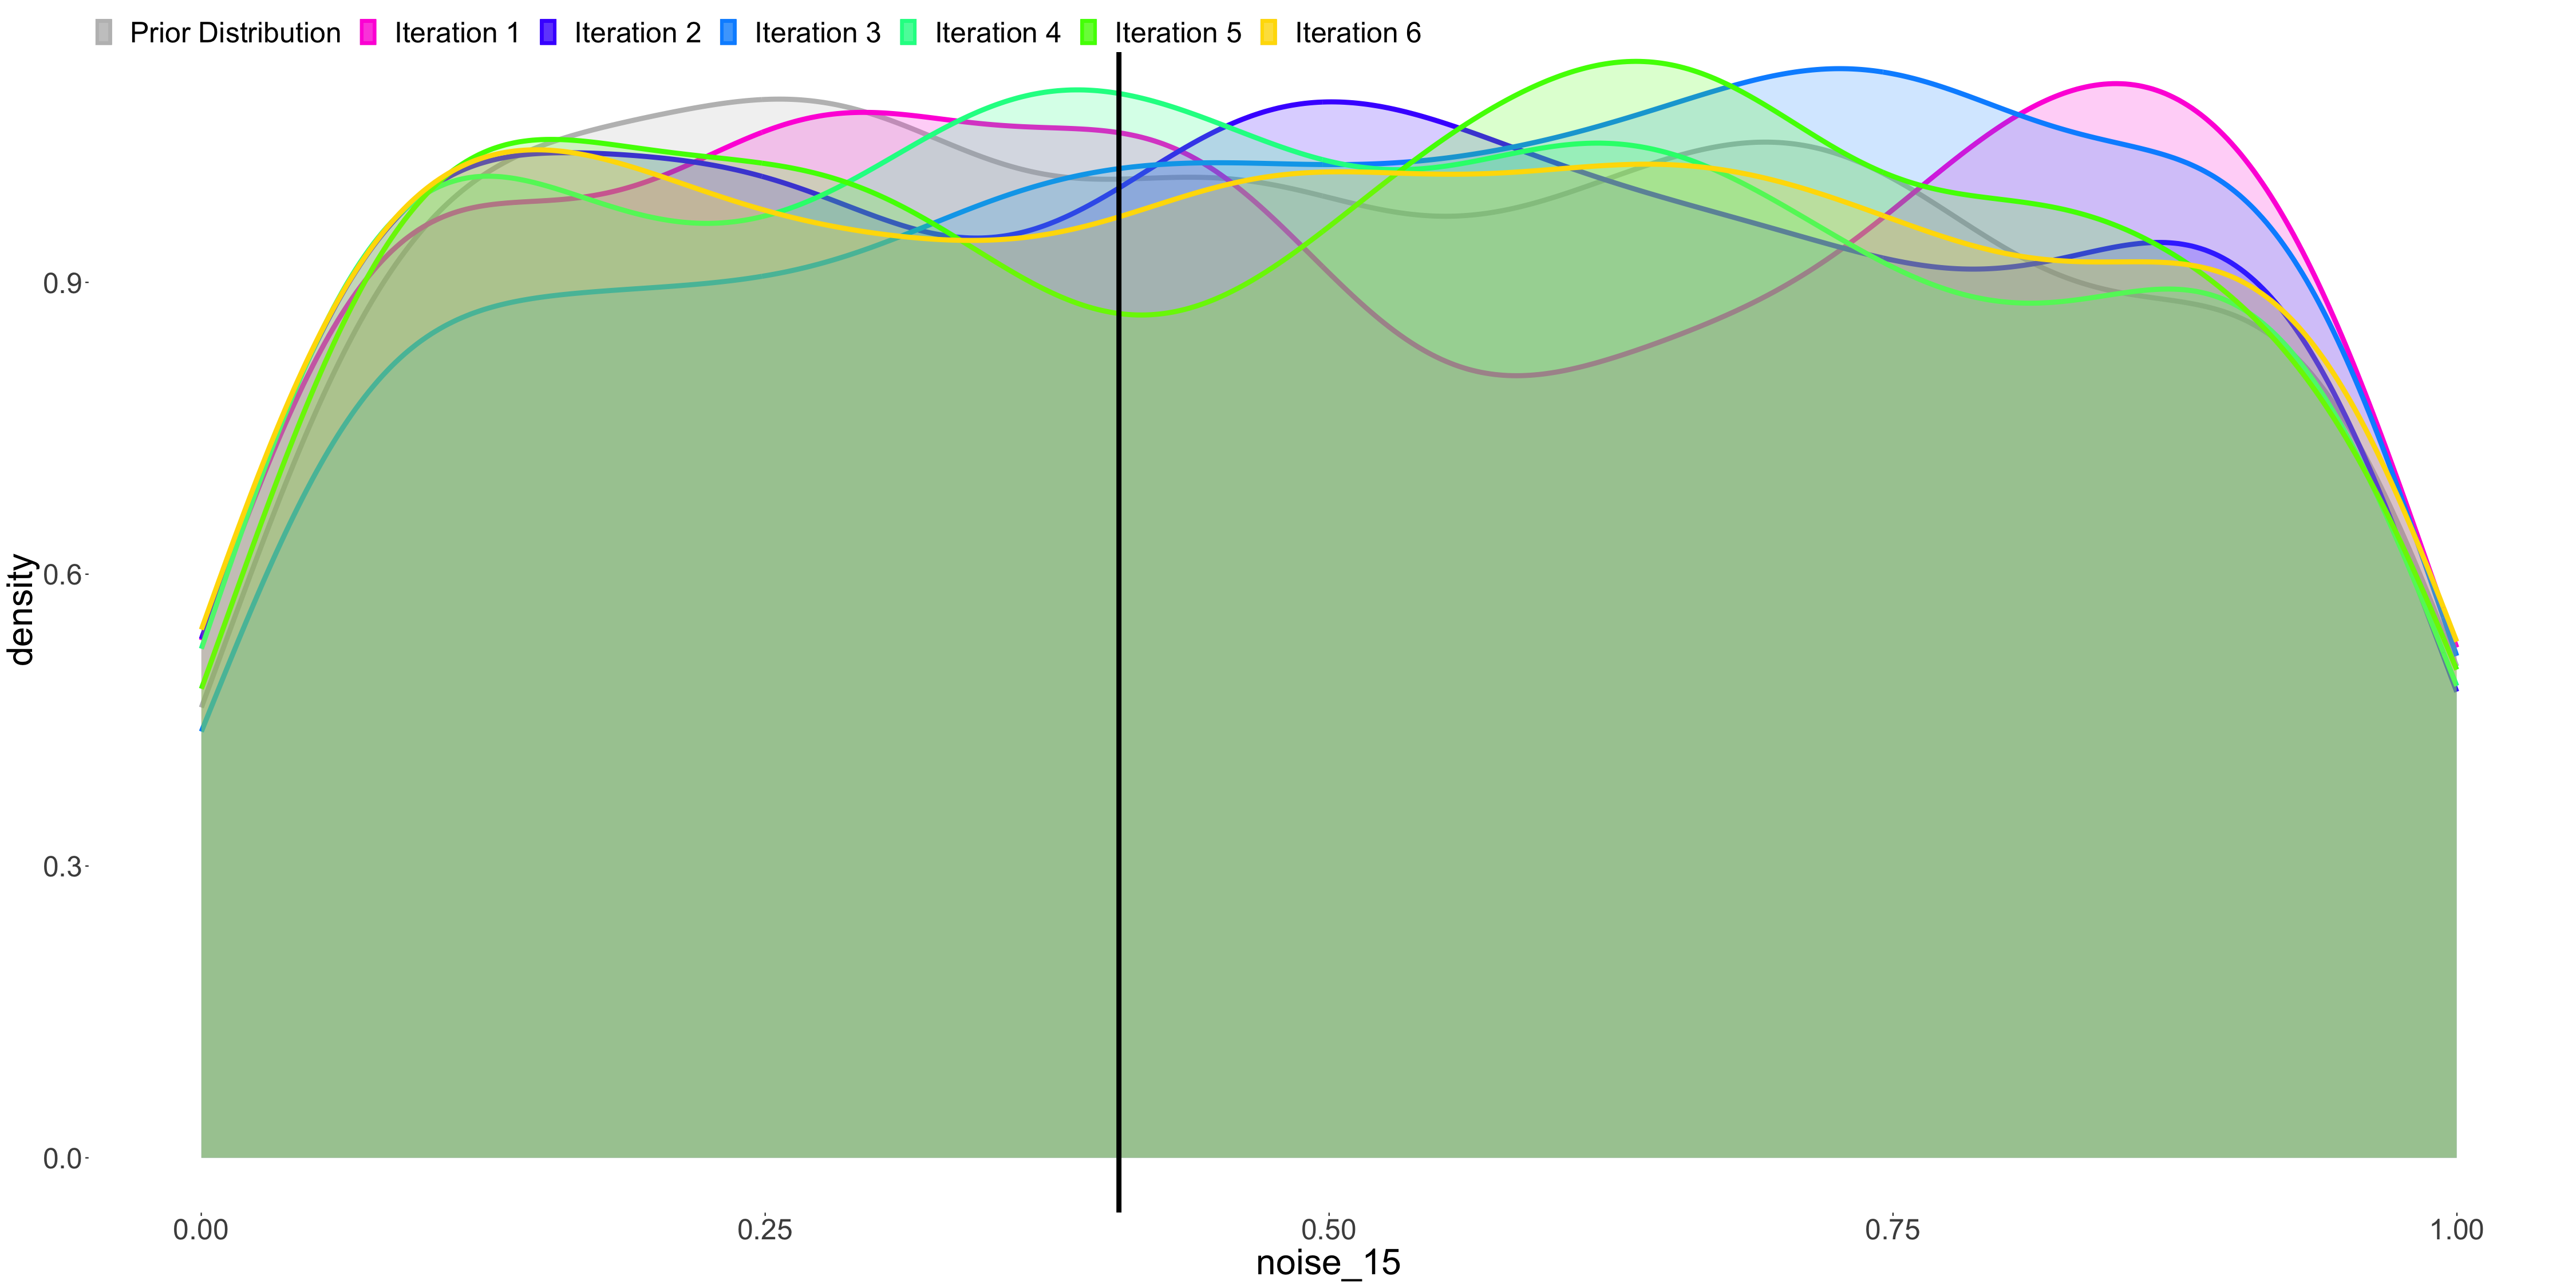 Prior Distribution Iteration 1 Iteration 2 Iteration 3 Iteration 4 Iteration 5 Iteration 6
density
0.9
0.6
0.3
0.0
0.00 0.25 0.50 0.75 1.00
noise_15